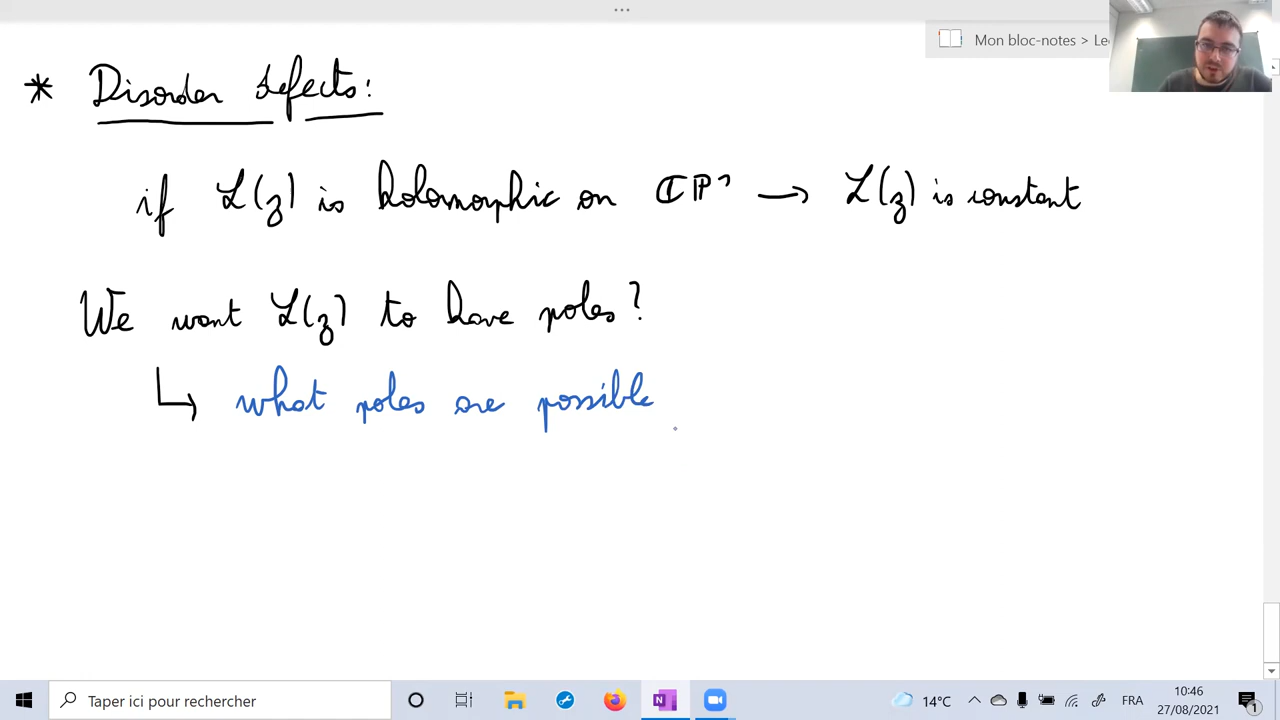 Mon bloc-notes > Le
* Disorder defects:
if ℒ(z) is holomorphic on ℂℙ¹ → ℒ(z) is constant
We want ℒ(z) to have poles?
↳ what poles are possible
Taper ici pour rechercher
14°C
FRA
10:46
27/08/2021
1